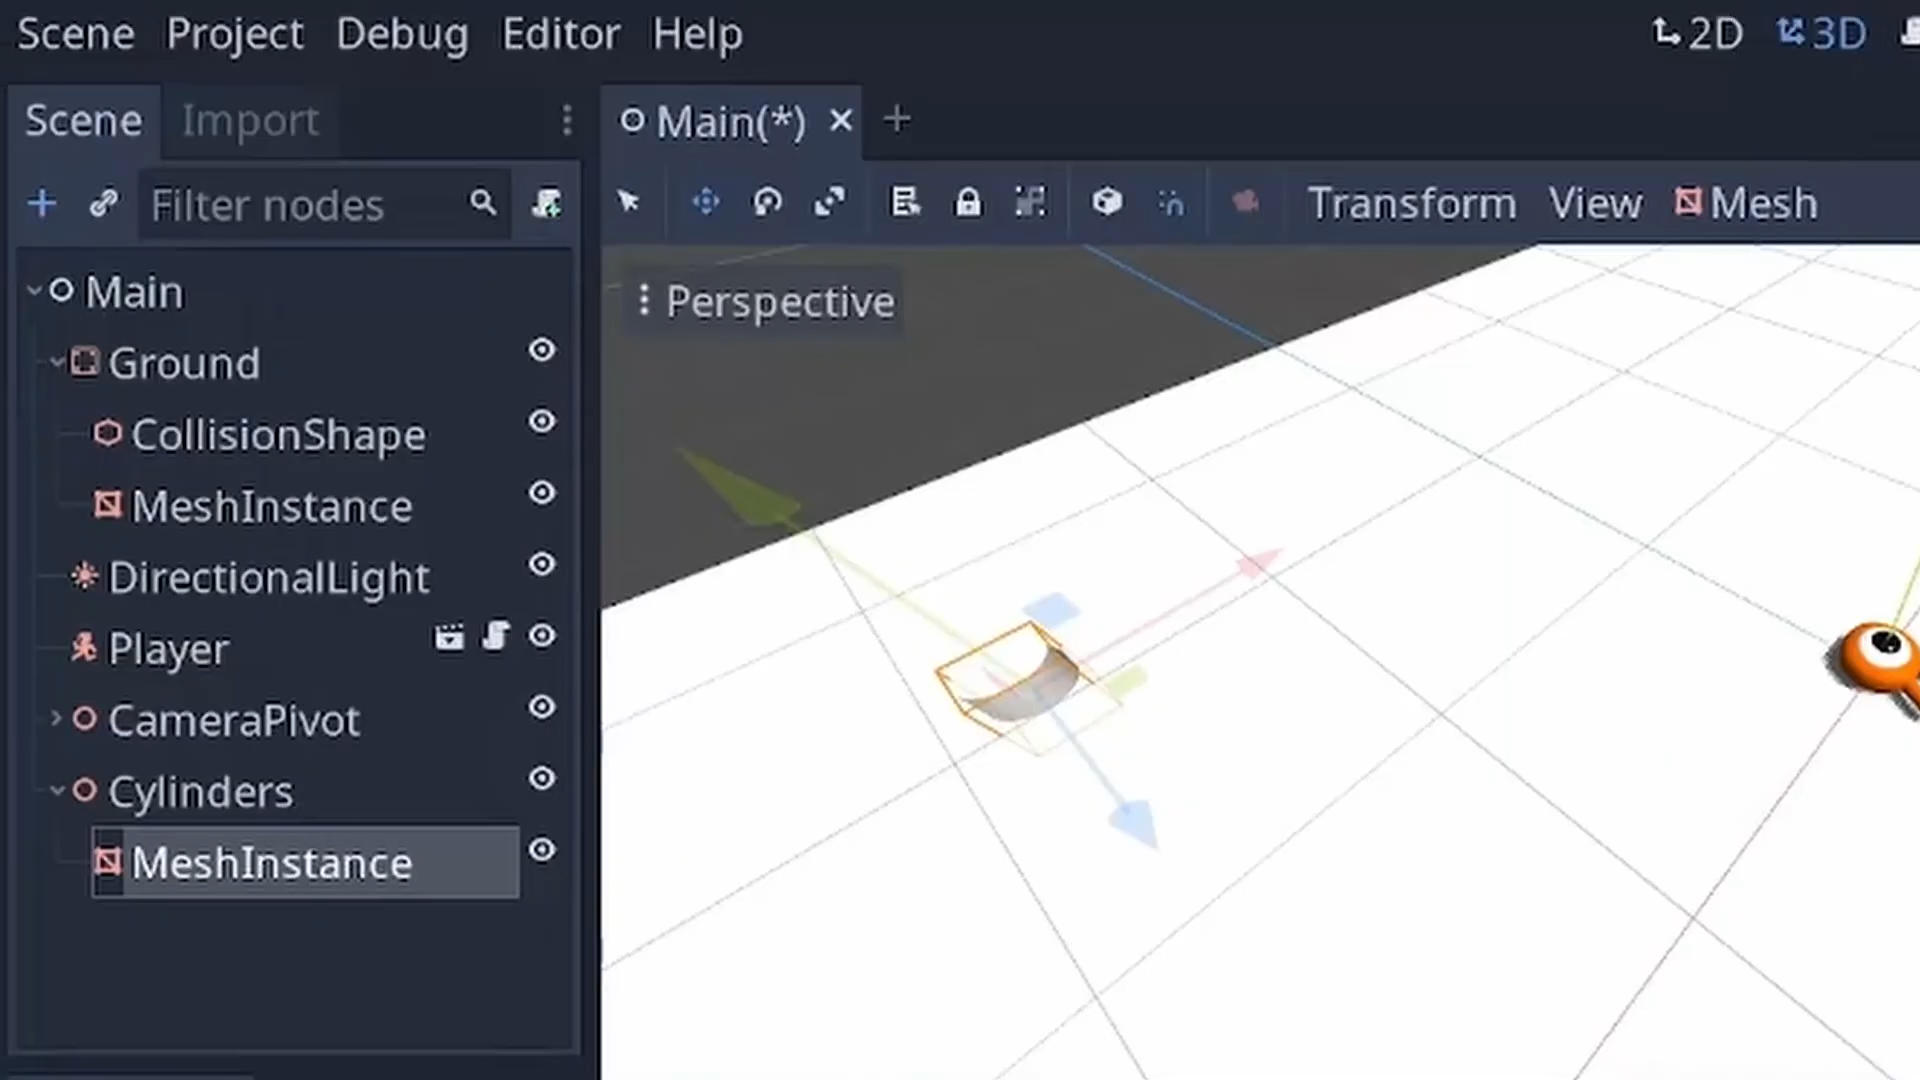 Scene Project Debug Editor Help 2D 3D
Scene Import Main(*)
Filter nodes Transform View Mesh
Perspective
Main
Ground
CollisionShape
MeshInstance
DirectionalLight
Player
CameraPivot
Cylinders
MeshInstance